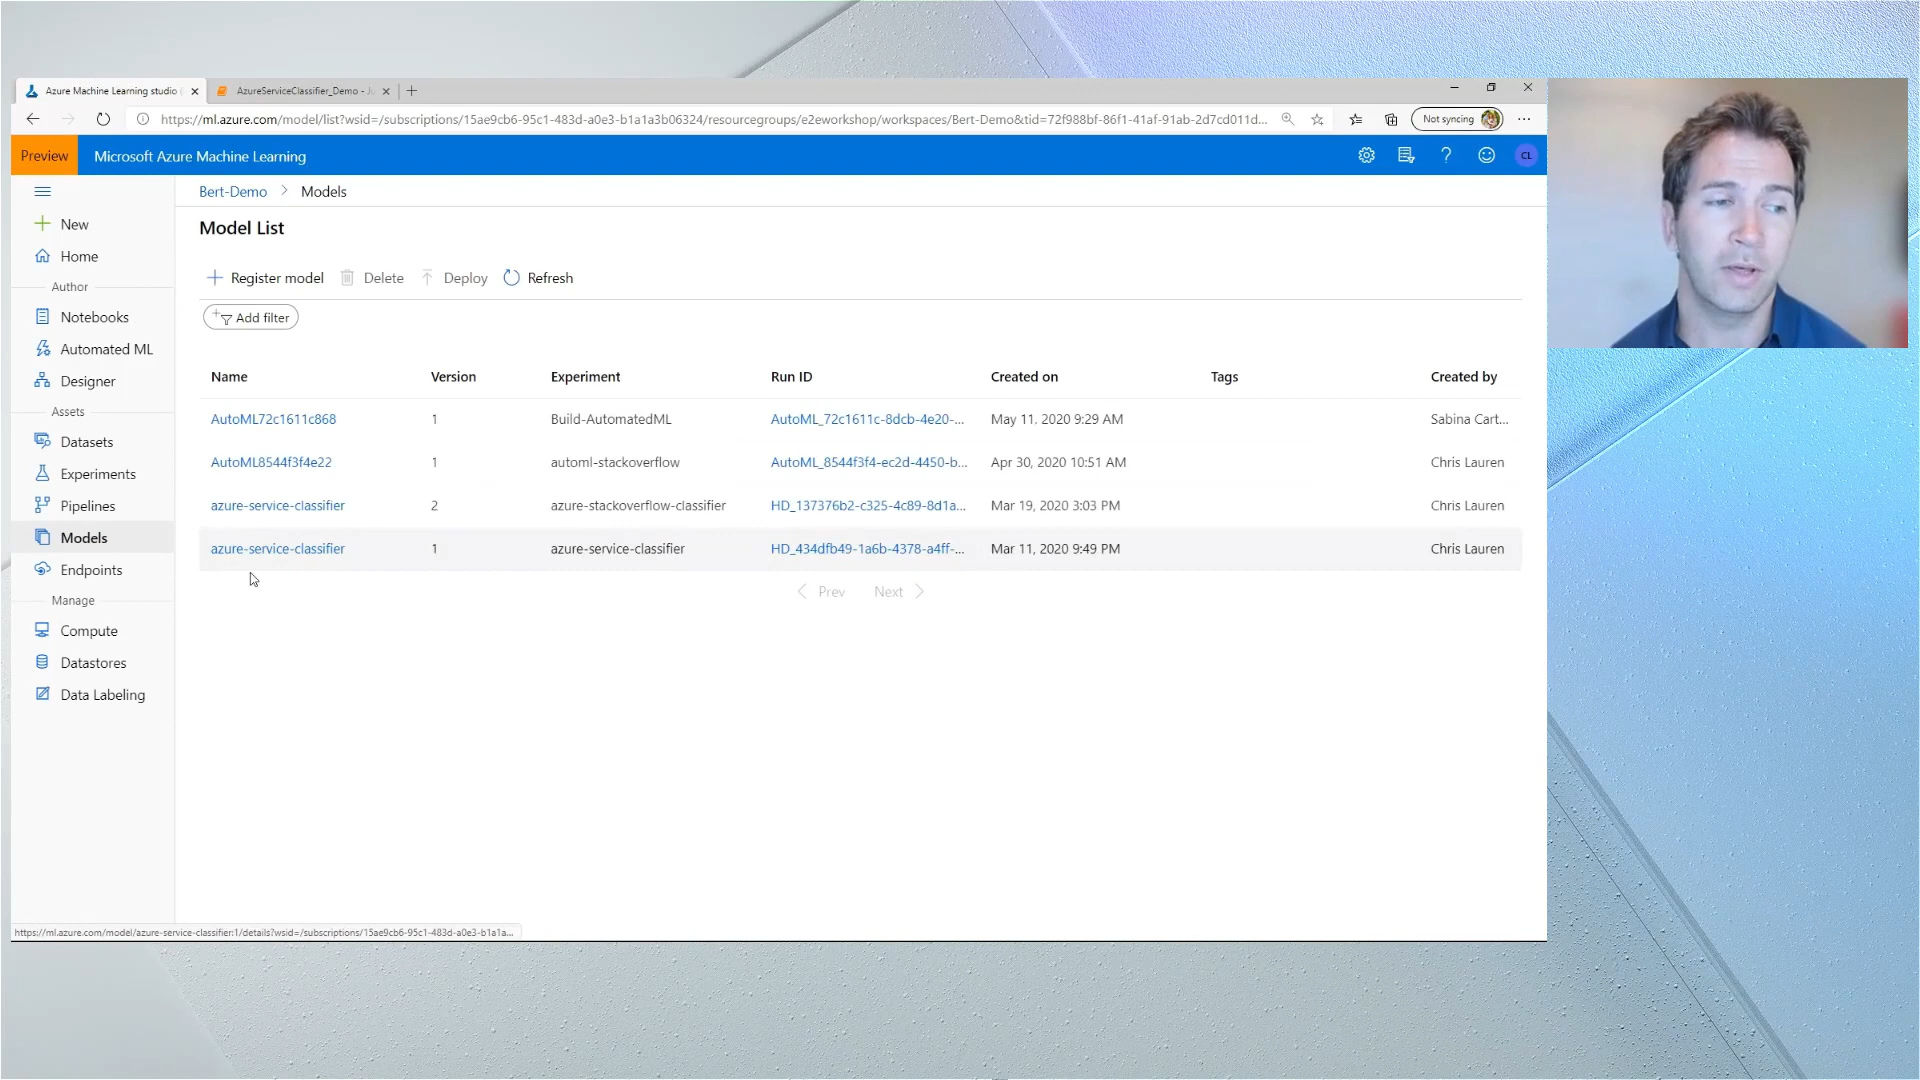 Azure Machine Learning studio
AzureServiceClassifier_Demo - J
https://ml.azure.com/model/list?wsid=/subscriptions/15ae9cb6-95c1-483d-a0e3-b1a1a3b06324/resourcegroups/e2eworkshop/workspaces/Bert-Demo&tid=72f988bf-86f1-41af-91ab-2d7cd011d...
Not syncing
Preview
Microsoft Azure Machine Learning
CL
Bert-Demo > Models
New
Home
Author
Notebooks
Automated ML
Designer
Assets
Datasets
Experiments
Pipelines
Models
Endpoints
Manage
Compute
Datastores
Data Labeling
Model List
Register model Delete Deploy Refresh
Add filter
Name Version Experiment Run ID Created on Tags Created by
AutoML72c1611c868 1 Build-AutomatedML AutoML_72c1611c-8dcb-4e20-... May 11, 2020 9:29 AM Sabina Cart...
AutoML8544f3f4e22 1 automl-stackoverflow AutoML_8544f3f4-ec2d-4450-b... Apr 30, 2020 10:51 AM Chris Lauren
azure-service-classifier 2 azure-stackoverflow-classifier HD_137376b2-c325-4c89-8d1a... Mar 19, 2020 3:03 PM Chris Lauren
azure-service-classifier 1 azure-service-classifier HD_434dfb49-1a6b-4378-a4ff-... Mar 11, 2020 9:49 PM Chris Lauren
Prev Next
https://ml.azure.com/model/azure-service-classifier:1/details?wsid=/subscriptions/15ae9cb6-95c1-483d-a0e3-b1a1a...